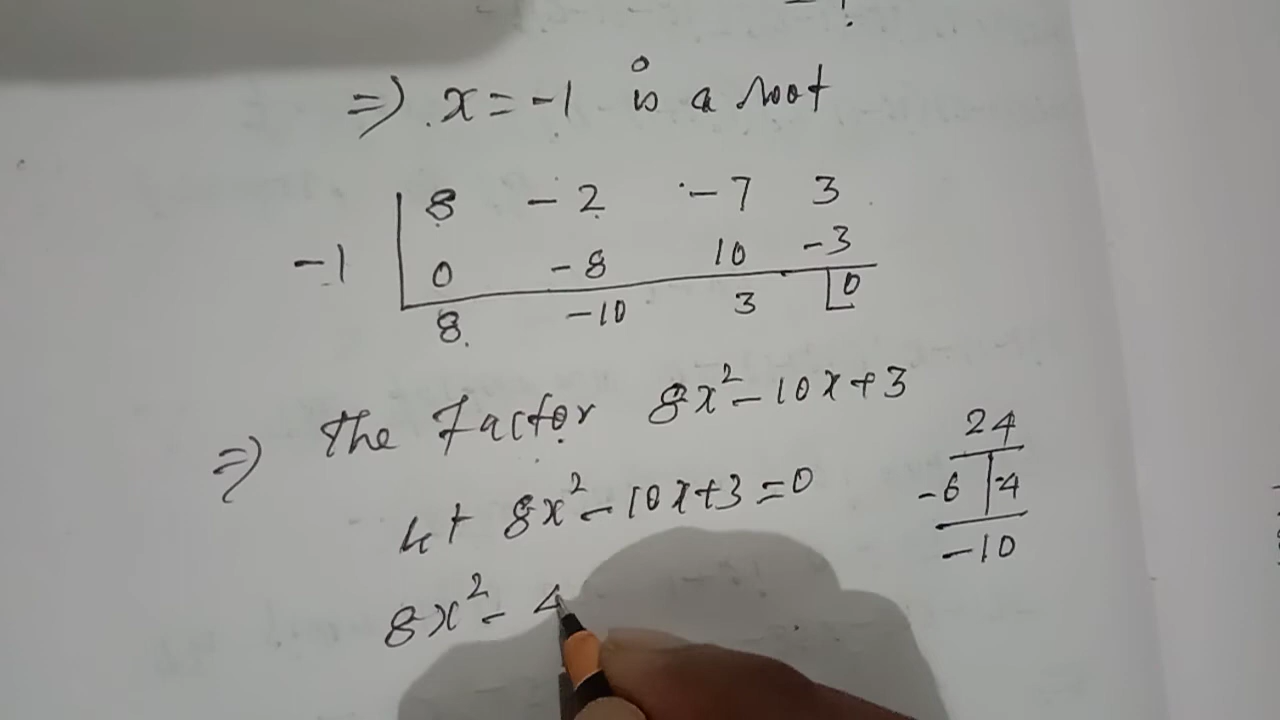 =) x = -1 is a root
8 -2 -7 3
-1 0 -8 10 -3
8 -10 3 0
=) the Factor 8x² - 10x + 3
let 8x² - 10x + 3 = 0
8x² - 4
24
-6 -4
-10